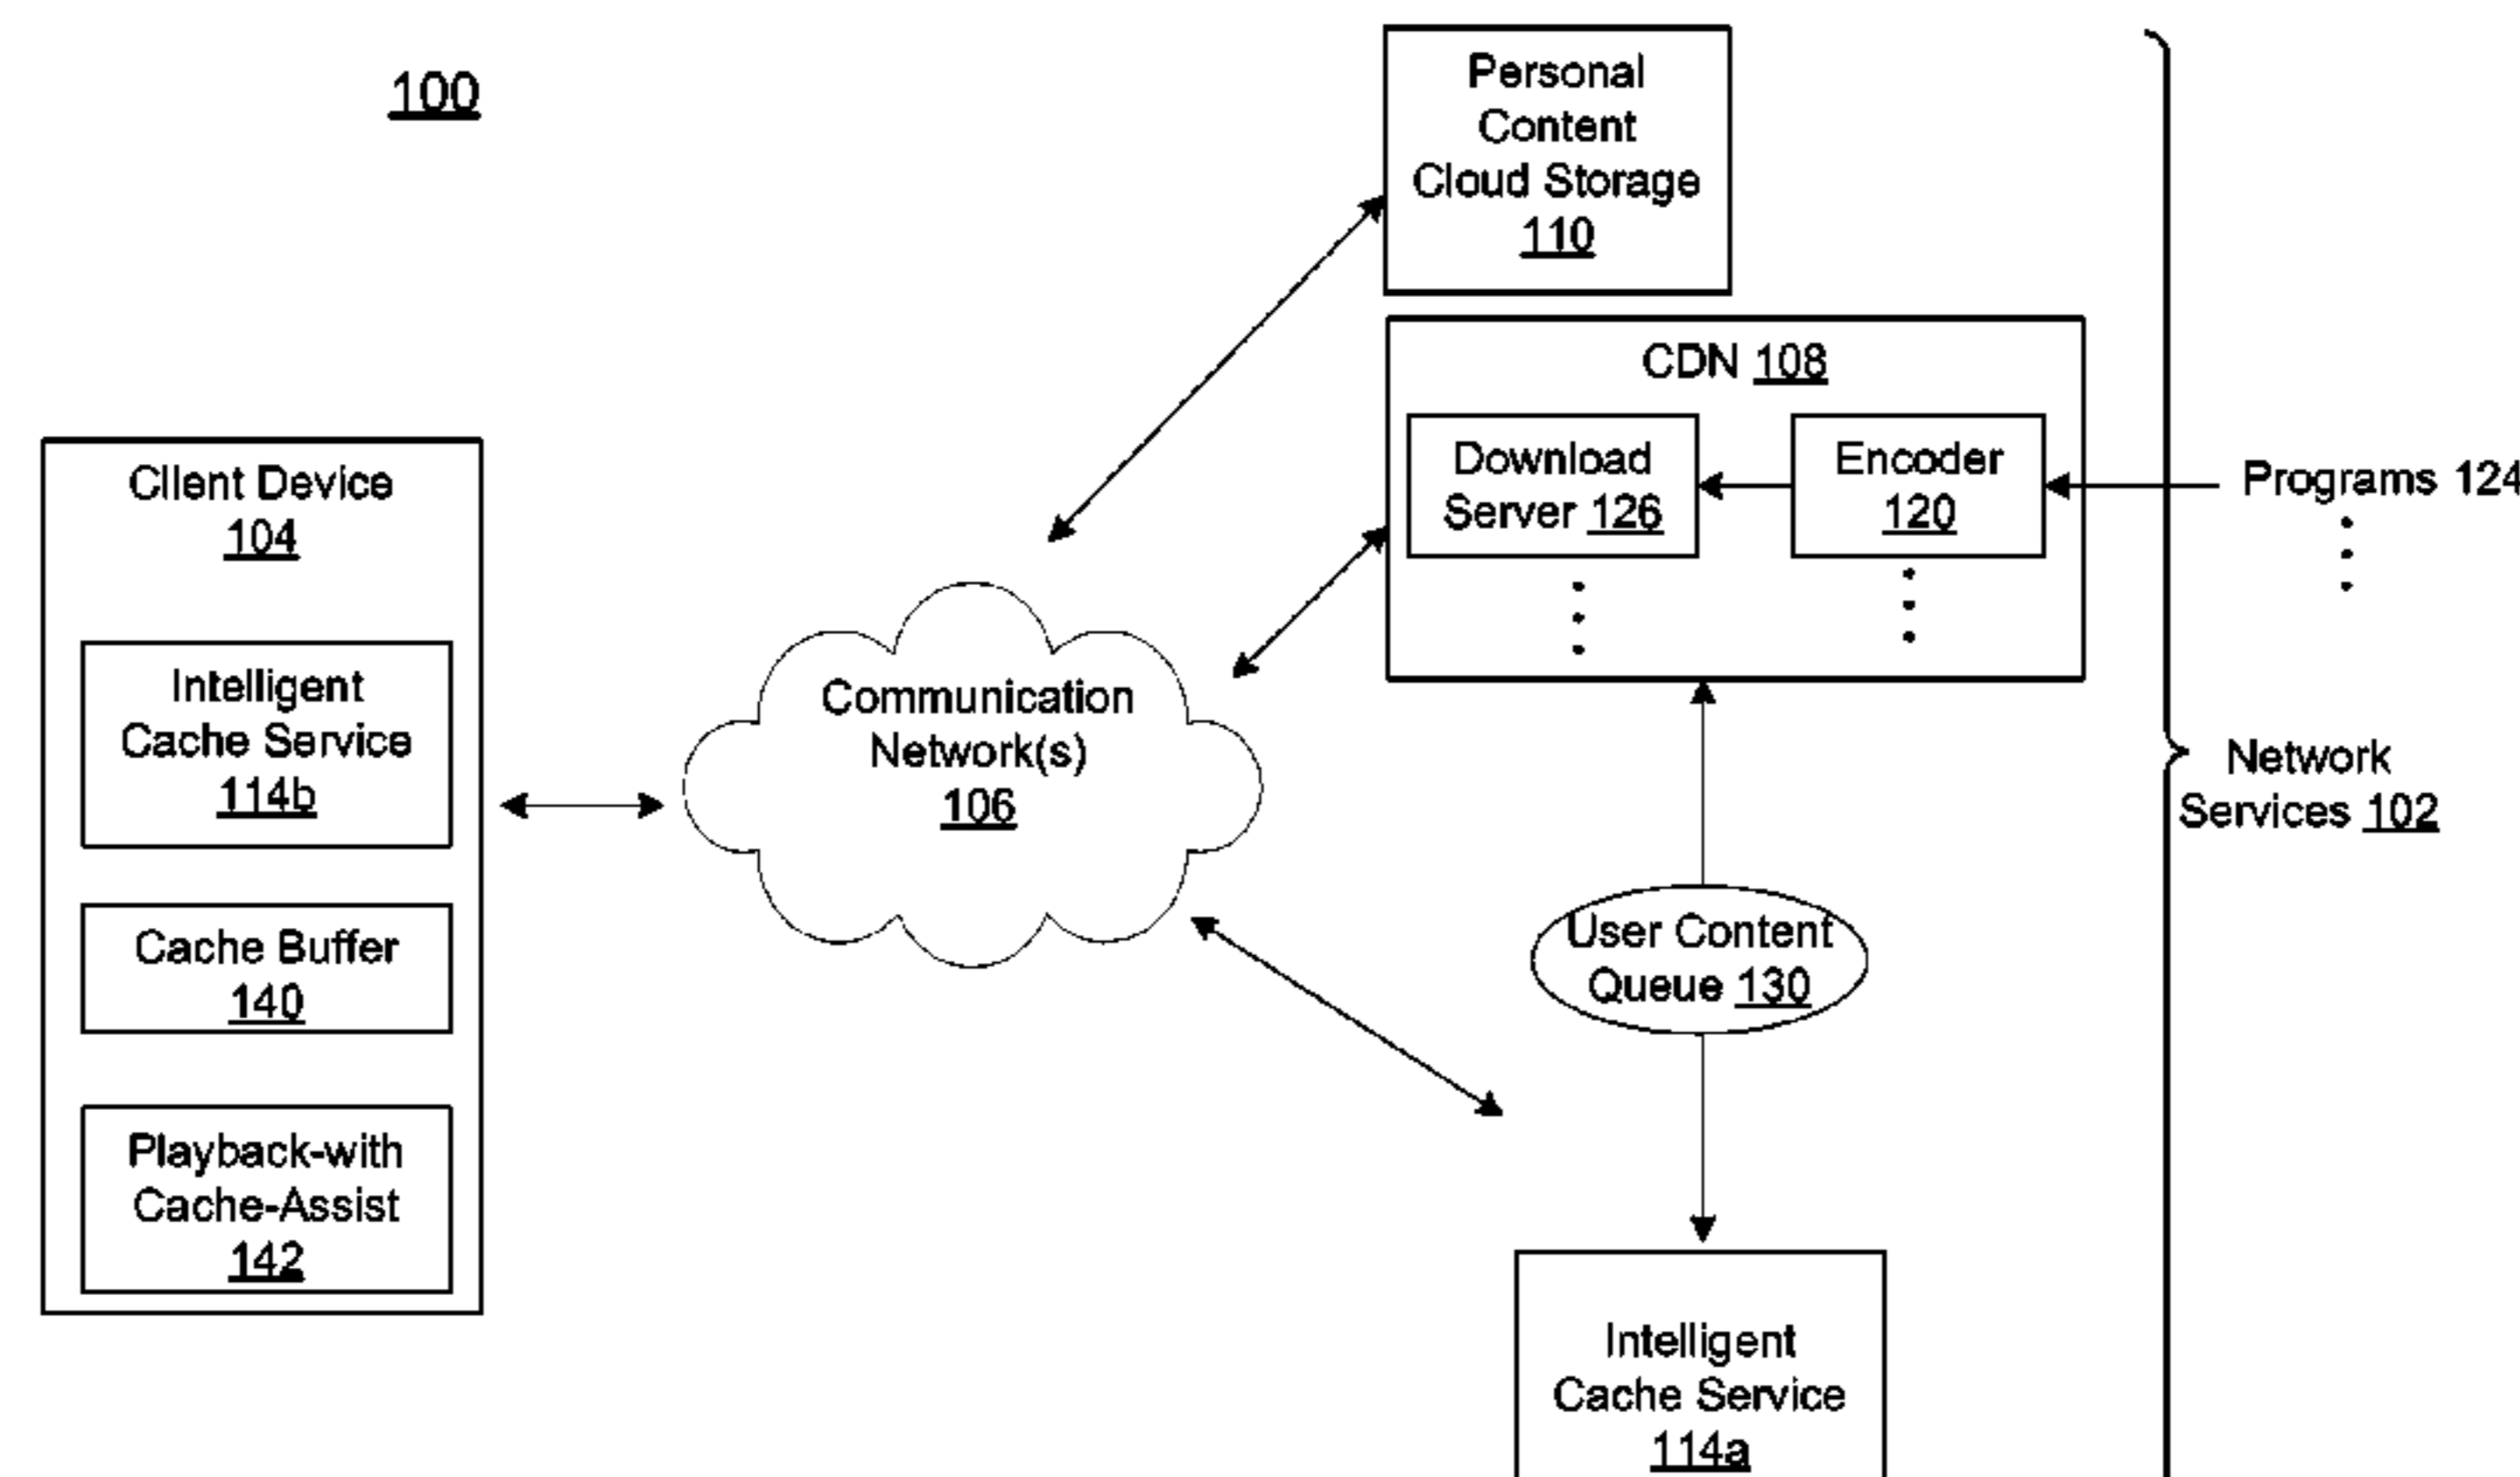 100
Personal
Content
Cloud Storage
110
CDN 108
Download
Server 126
Encoder
120
Programs 124
Client Device
104
Intelligent
Cache Service
114b
Cache Buffer
140
Playback-with
Cache-Assist
142
Communication
Network(s)
106
User Content
Queue 130
Network
Services 102
Intelligent
Cache Service
114a